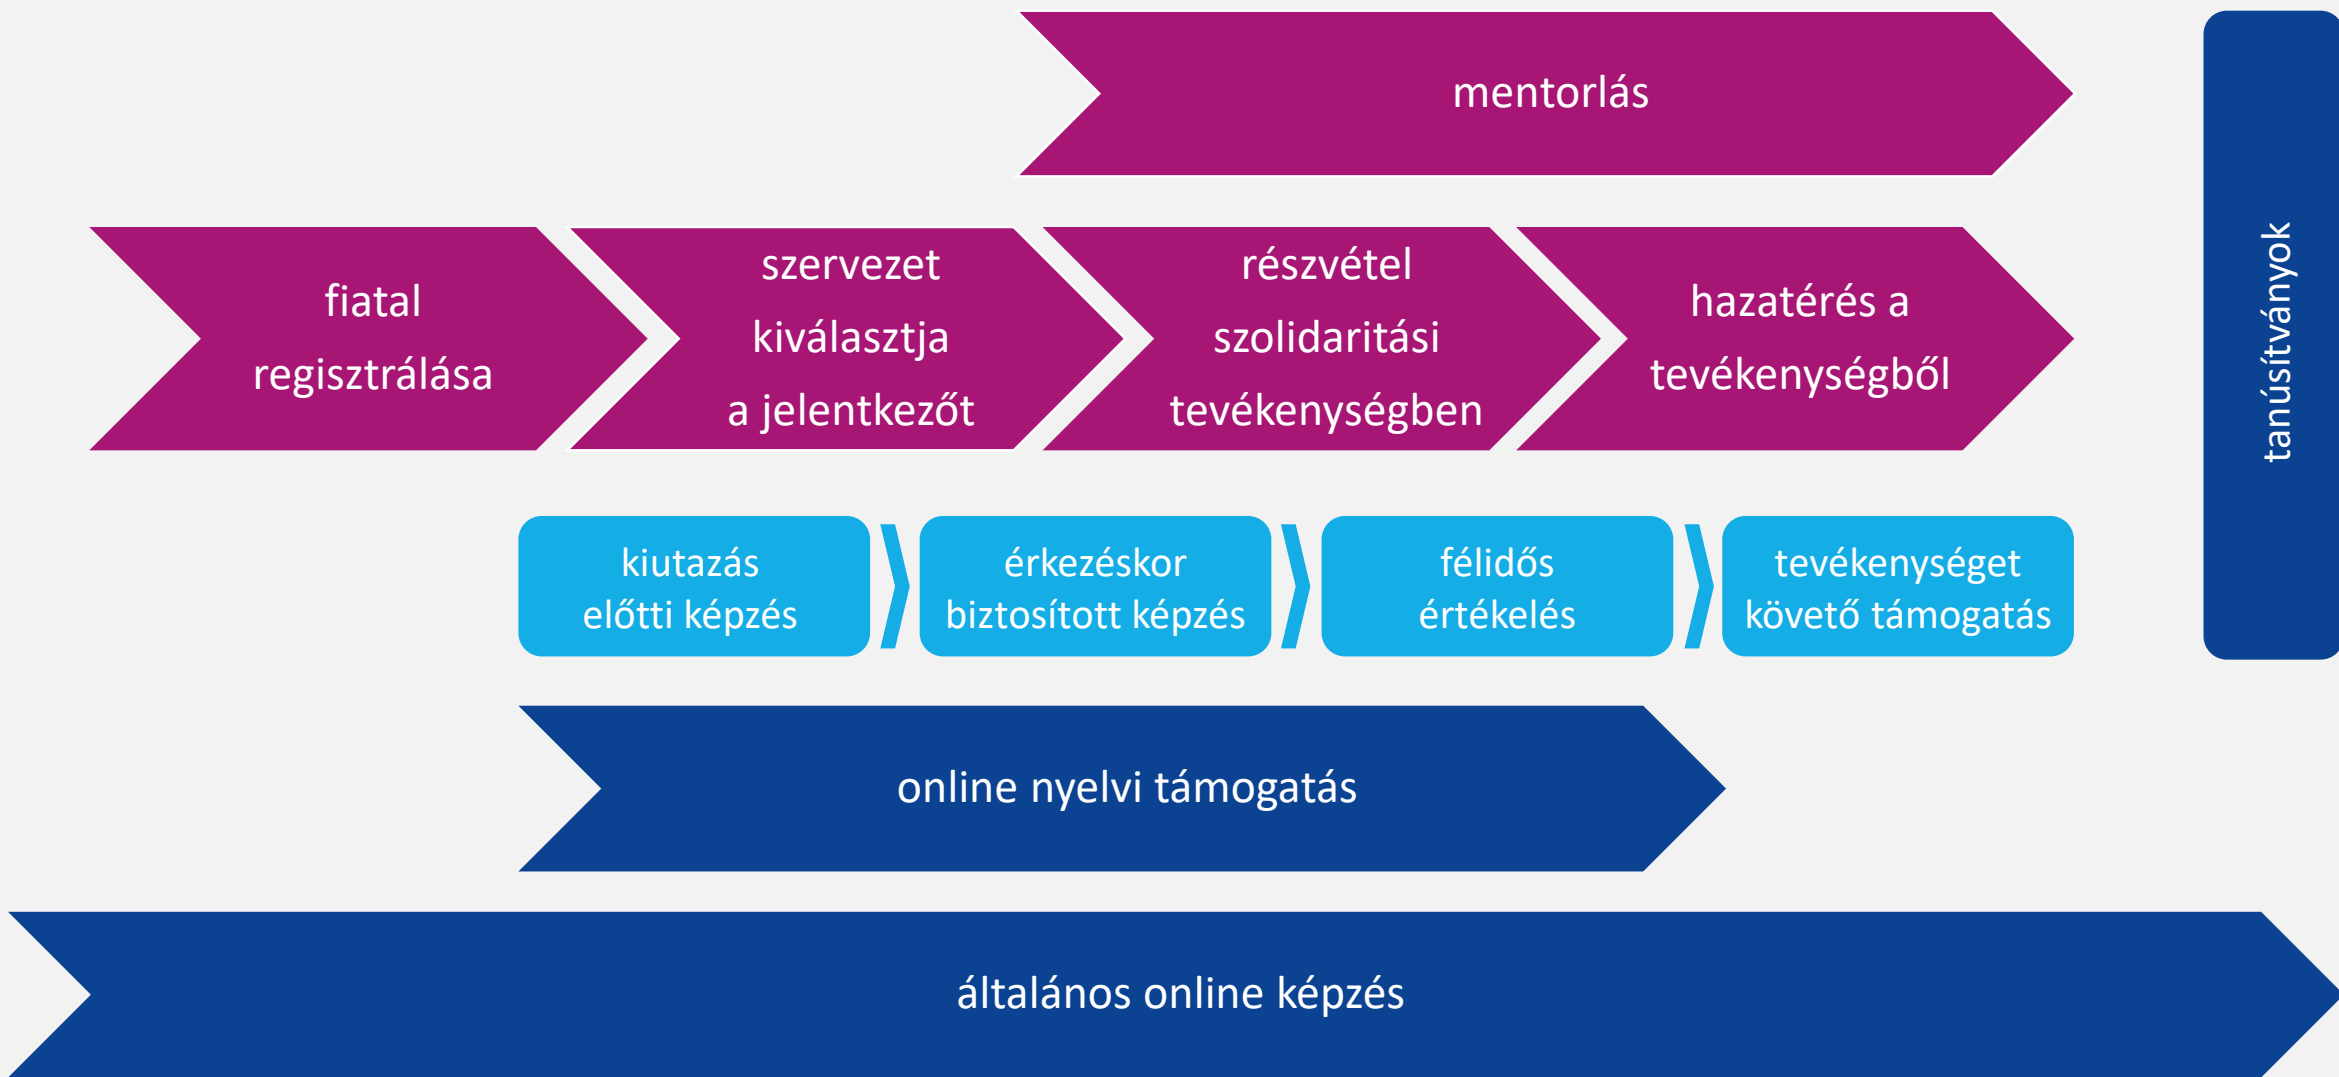 mentorlás
fiatal
regisztrálása
szervezet
kiválasztja
a jelentkezőt
részvétel
szolidaritási
tevékenységben
hazatérés a
tevékenységből
tanúsítványok
kiutazás
előtti képzés
érkezéskor
biztosított képzés
félidős
értékelés
tevékenységet
követő támogatás
online nyelvi támogatás
általános online képzés